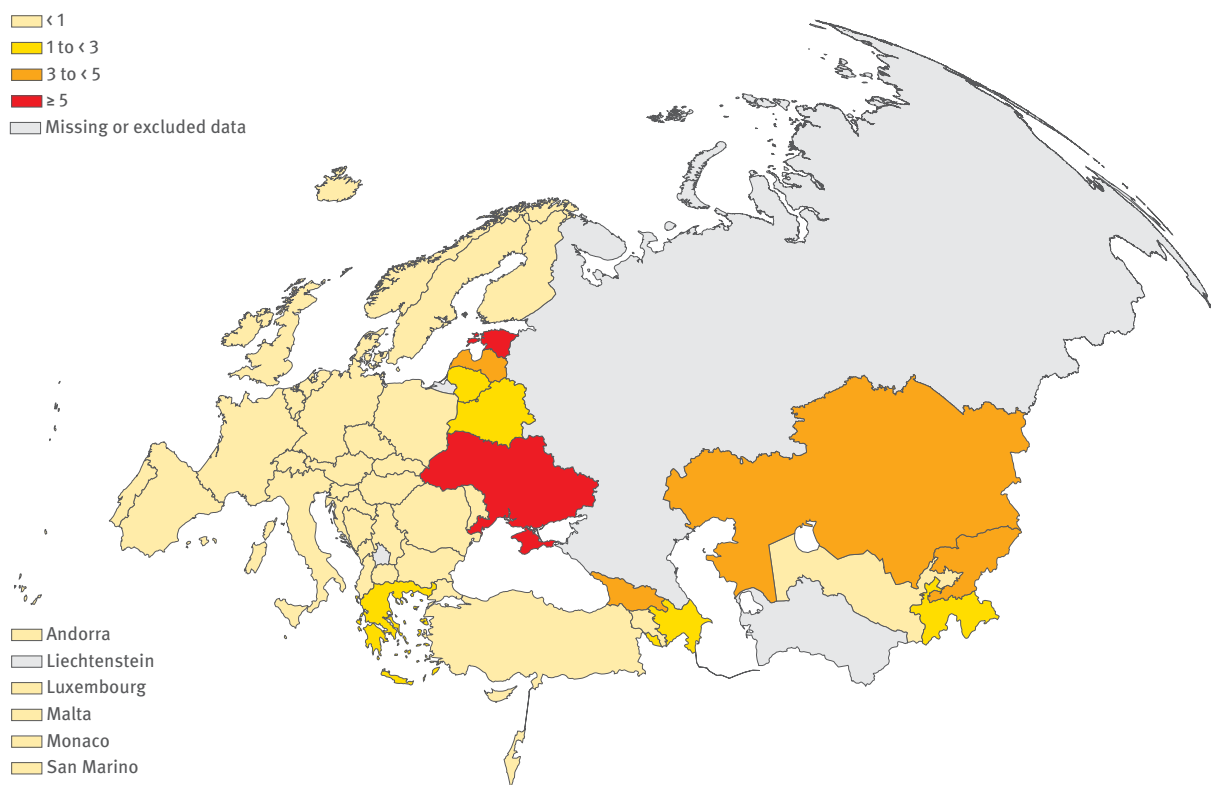 < 1
1 to < 3
3 to < 5
≥ 5
Missing or excluded data
Andorra
Liechtenstein
Luxembourg
Malta
Monaco
San Marino